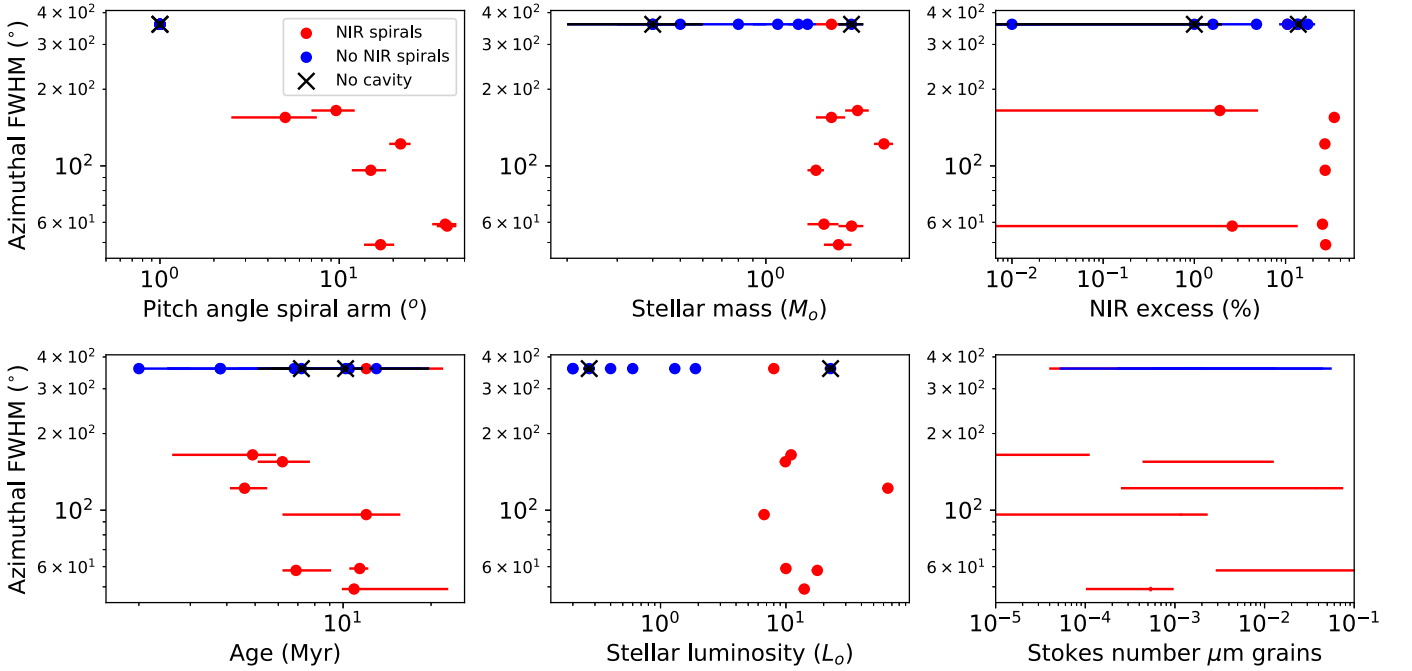 4 × 10²
3 × 10²
2 × 10²
10²
6 × 10¹
Azimuthal FWHM (°)
NIR spirals
No NIR spirals
No cavity
10⁰ 10¹
Pitch angle spiral arm (°)
4 × 10²
3 × 10²
2 × 10²
10²
6 × 10¹
10⁰
Stellar mass (Mₒ)
4 × 10²
3 × 10²
2 × 10²
10²
6 × 10¹
10⁻² 10⁻¹ 10⁰ 10¹
NIR excess (%)
4 × 10²
3 × 10²
2 × 10²
10²
6 × 10¹
Azimuthal FWHM (°)
10¹
Age (Myr)
4 × 10²
3 × 10²
2 × 10²
10²
6 × 10¹
10⁰ 10¹
Stellar luminosity (Lₒ)
4 × 10²
3 × 10²
2 × 10²
10²
6 × 10¹
10⁻⁵ 10⁻⁴ 10⁻³ 10⁻² 10⁻¹
Stokes number μm grains